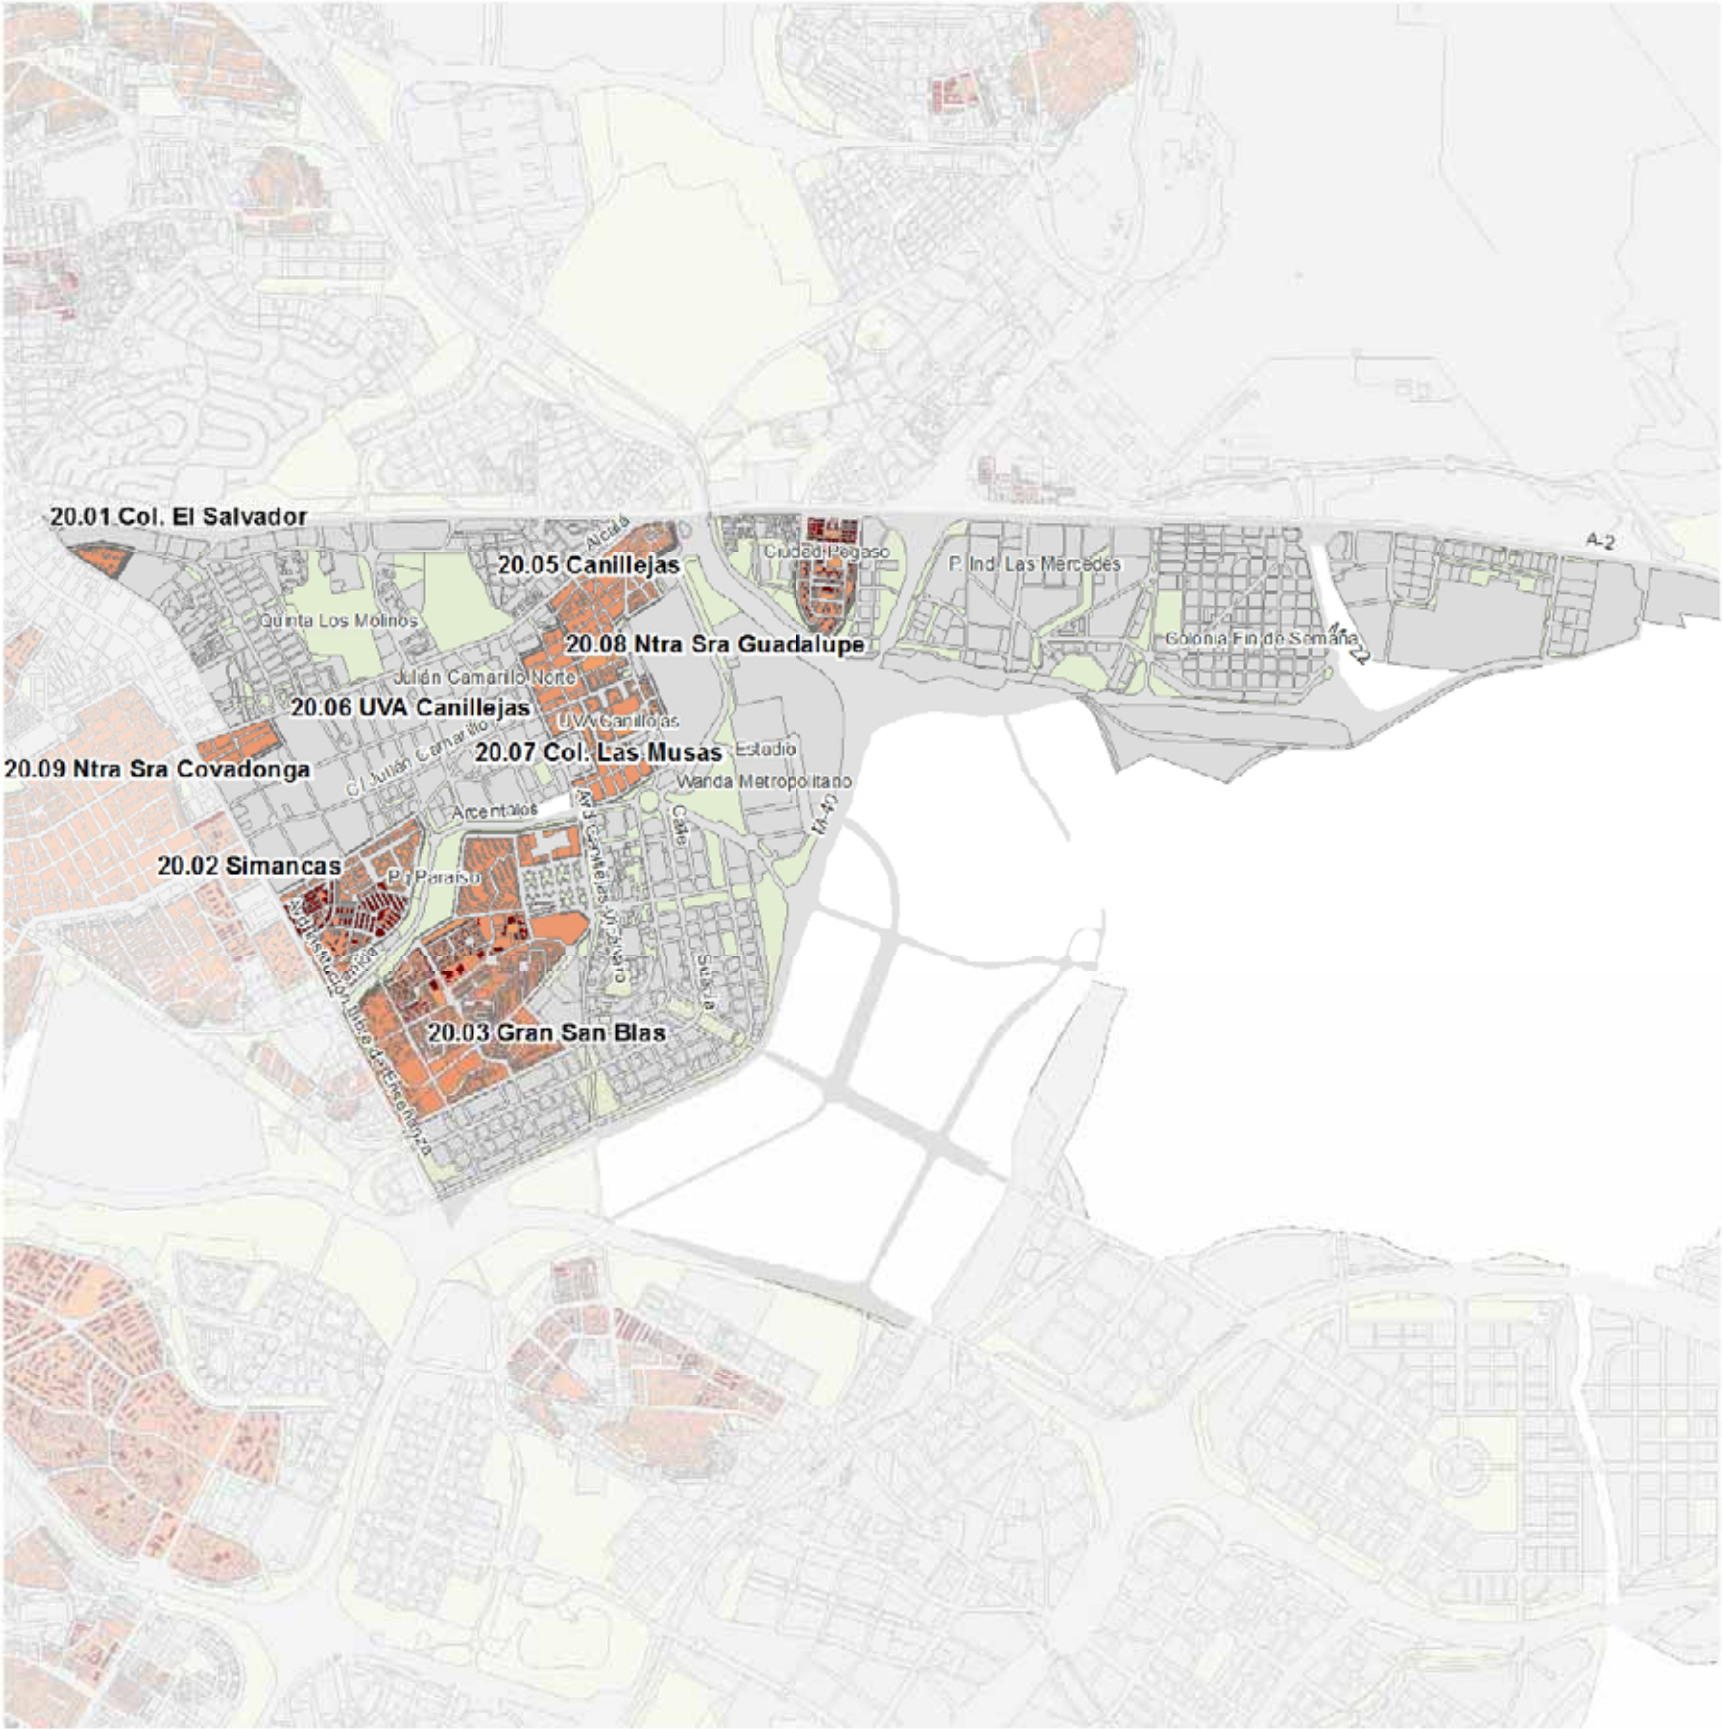 20.01 Col. El Salvador
Alcalá
A-2
20.05 Canillejas
Ciudad Pegaso
P. Ind. Las Mercedes
Quinta Los Molinos
20.08 Ntra Sra Guadalupe
Colonia Fin de Semana
Julián Camarillo Norte
20.06 UVA Canillejas
UVA Canillejas
C/ Julián Camarillo
20.07 Col. Las Musas
Estadio
Wanda Metropolitano
20.09 Ntra Sra Covadonga
Arcentales
M-40
Calle
20.02 Simancas
Pq Paraíso
Suecia
20.03 Gran San Blas